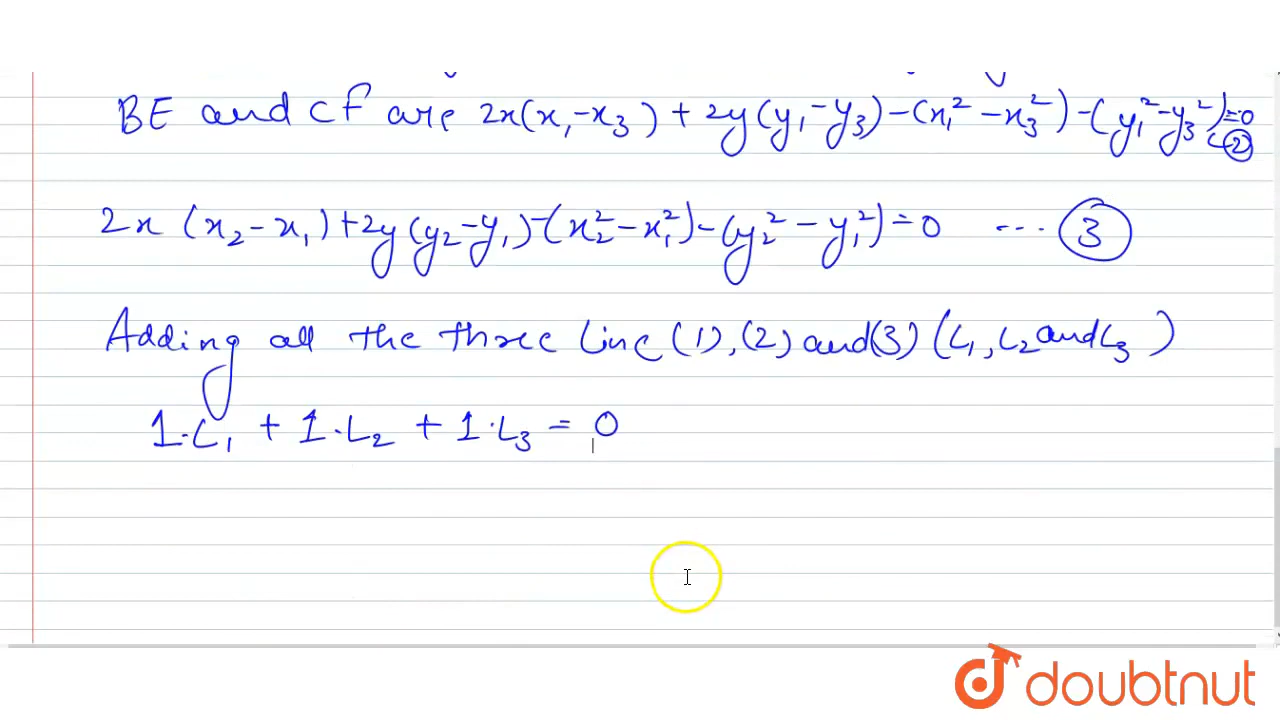 BE and CF are 2x(x₁-x₃) + 2y(y₁-y₃) -(x₁² -x₃²) -(y₁²-y₃²)=0
(2)
2x (x₂-x₁)+2y(y₂-y₁)-(x₂²-x₁²)-(y₂²-y₁²)=0 --- (3)
Adding all the three line (1),(2) and(3) (L₁,L₂ and L₃)
1.L₁ + 1.L₂ + 1.L₃ = 0
doubtnut